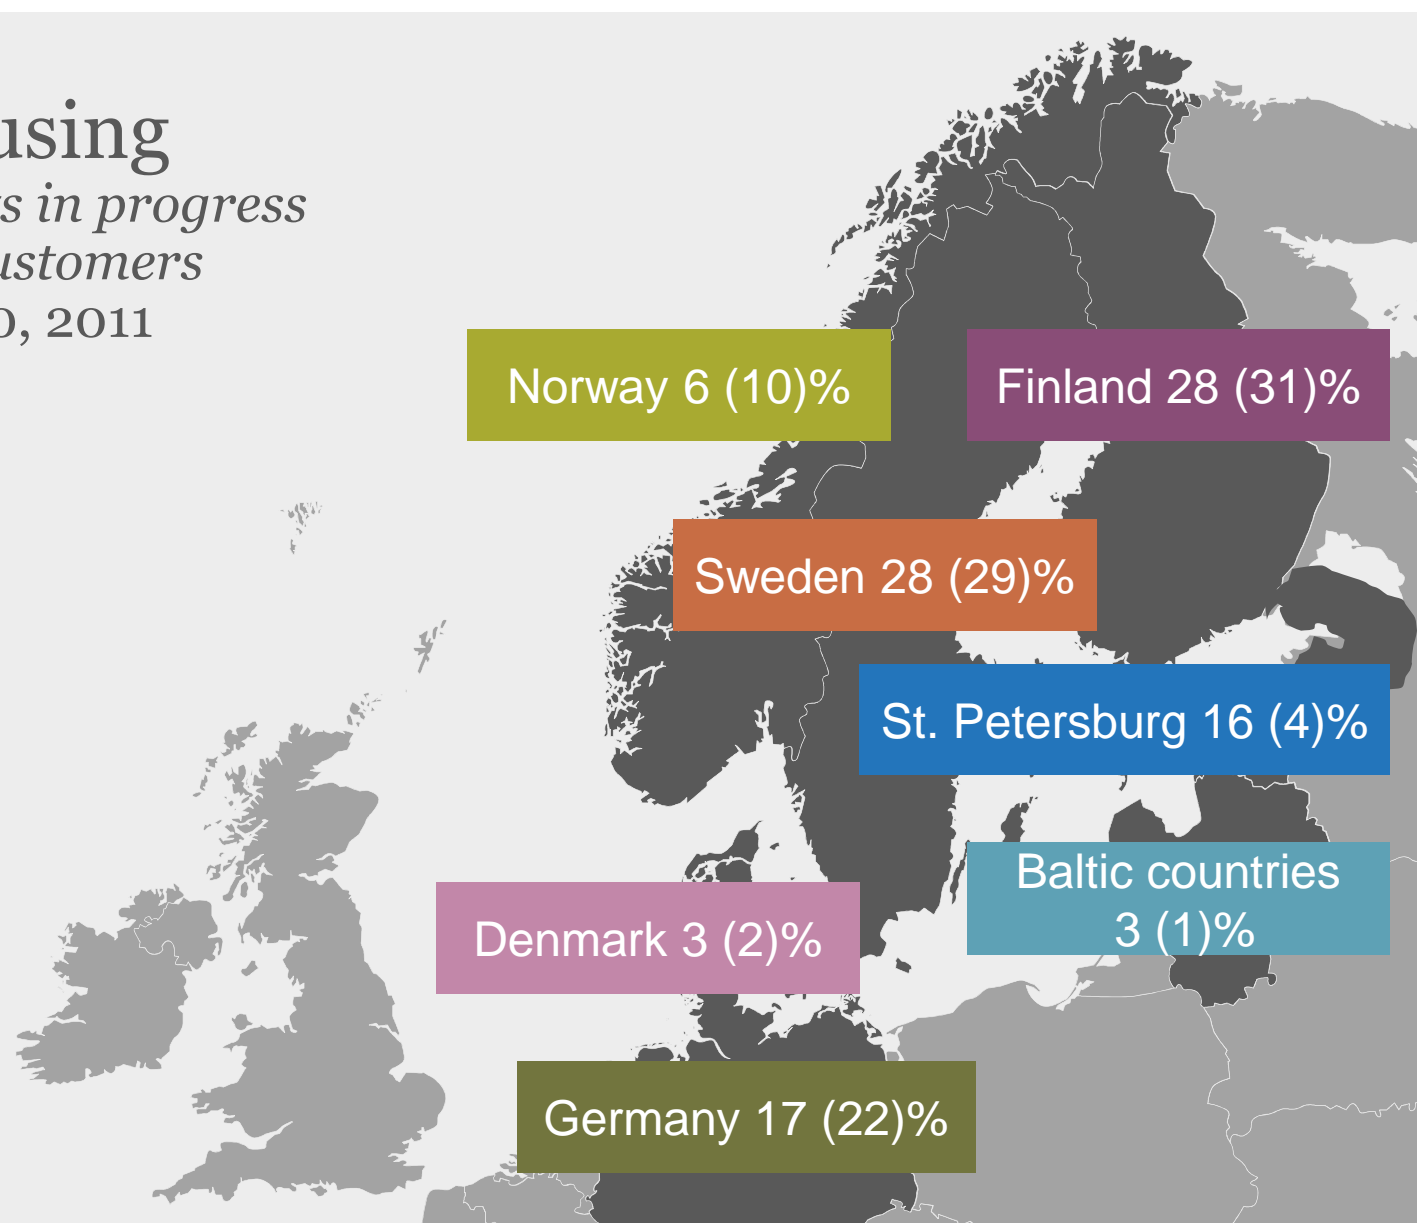 using
s in progress
ustomers
0, 2011
Norway 6 (10)%
Finland 28 (31)%
Sweden 28 (29)%
St. Petersburg 16 (4)%
Baltic countries
3 (1)%
Denmark 3 (2)%
Germany 17 (22)%